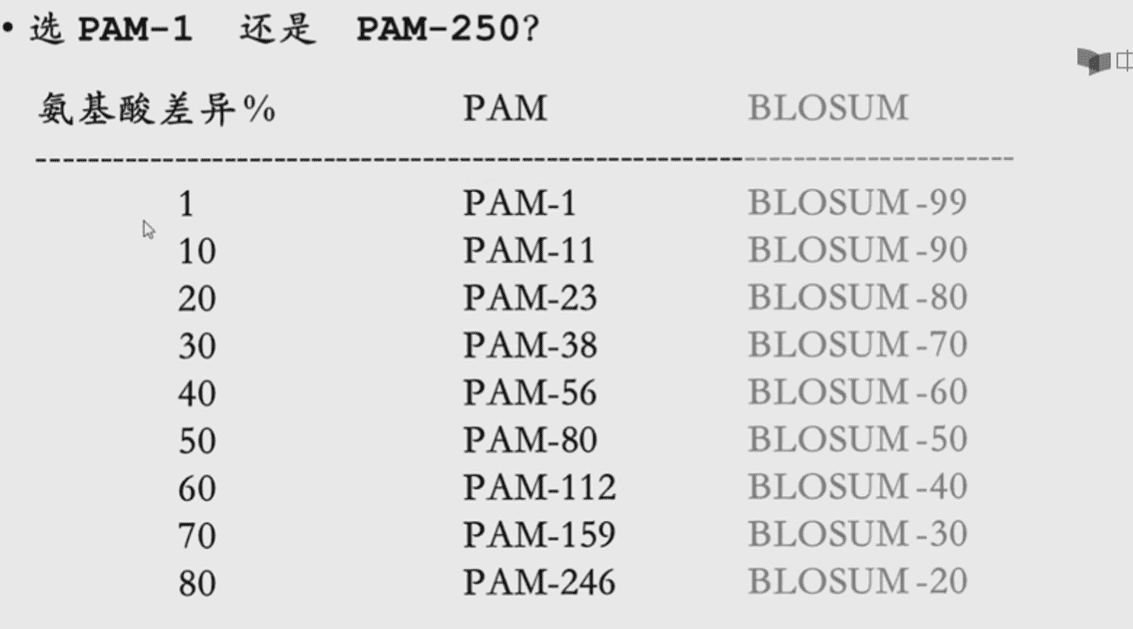 • 选 PAM-1 还是 PAM-250?
中
氨基酸差异% PAM BLOSUM
1 PAM-1 BLOSUM-99
10 PAM-11 BLOSUM-90
20 PAM-23 BLOSUM-80
30 PAM-38 BLOSUM-70
40 PAM-56 BLOSUM-60
50 PAM-80 BLOSUM-50
60 PAM-112 BLOSUM-40
70 PAM-159 BLOSUM-30
80 PAM-246 BLOSUM-20